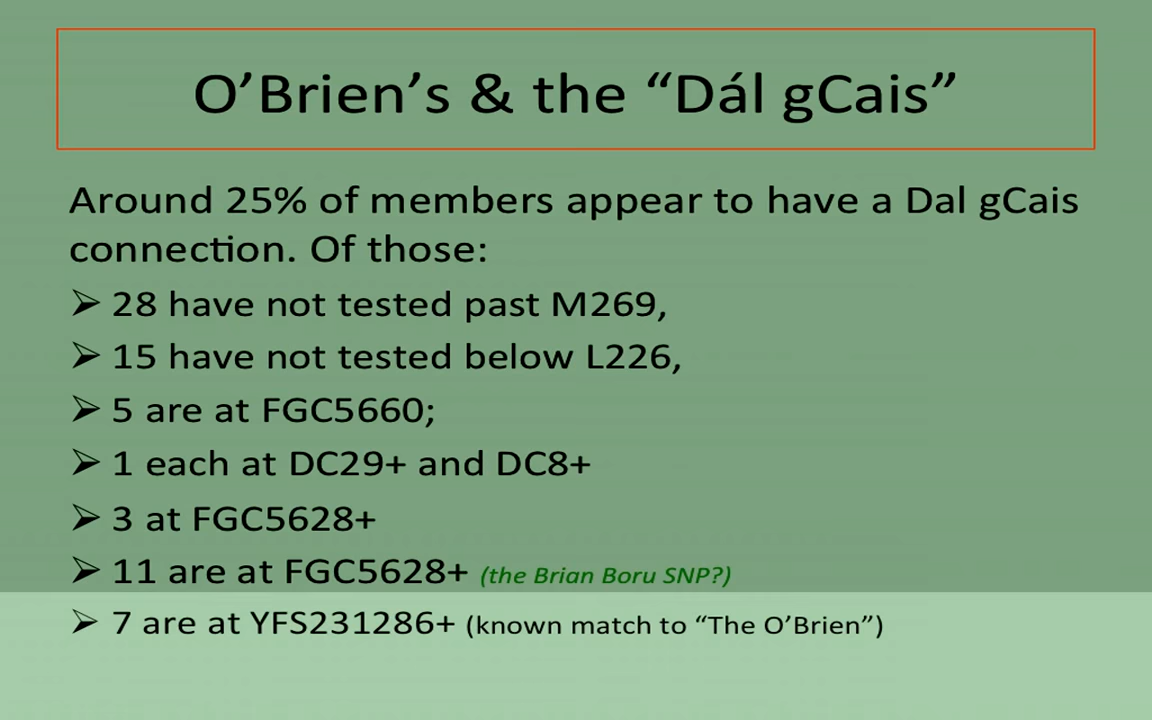 O’Brien’s & the “Dál gCais”
Around 25% of members appear to have a Dal gCais
connection. Of those:
➢ 28 have not tested past M269,
➢ 15 have not tested below L226,
➢ 5 are at FGC5660;
➢ 1 each at DC29+ and DC8+
➢ 3 at FGC5628+
➢ 11 are at FGC5628+ (the Brian Boru SNP?)
➢ 7 are at YFS231286+ (known match to “The O’Brien”)